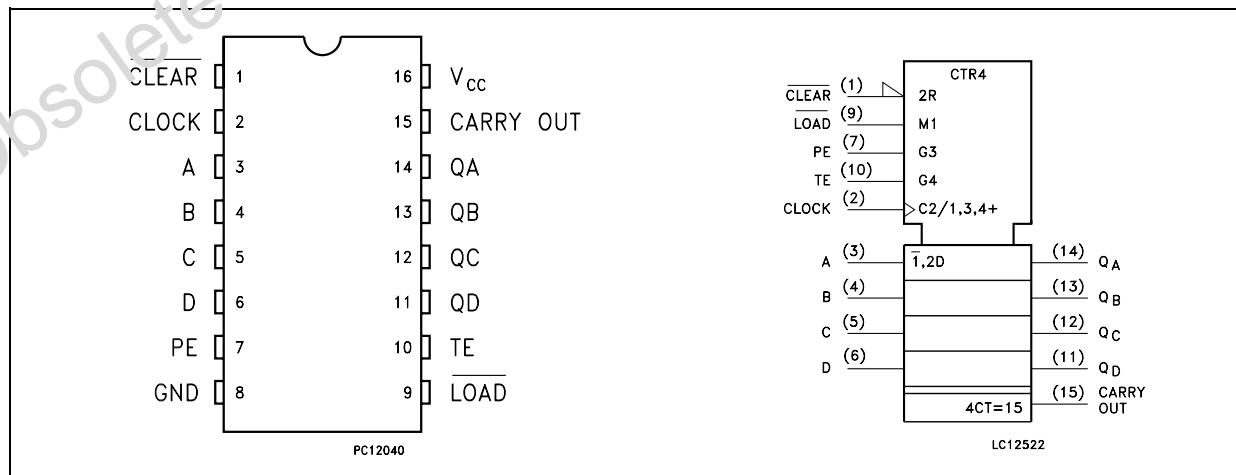 obsolete
CLEAR 1 16 VCC
CLOCK 2 15 CARRY OUT
A 3 14 QA
B 4 13 QB
C 5 12 QC
D 6 11 QD
PE 7 10 TE
GND 8 9 LOAD
PC12040
CTR4
CLEAR (1) 2R
LOAD (9) M1
PE (7) G3
TE (10) G4
CLOCK (2) C2/1,3,4+
A (3) 1̅,2D (14) QA
B (4) (13) QB
C (5) (12) QC
D (6) (11) QD
4CT=15 (15) CARRY
OUT
LC12522